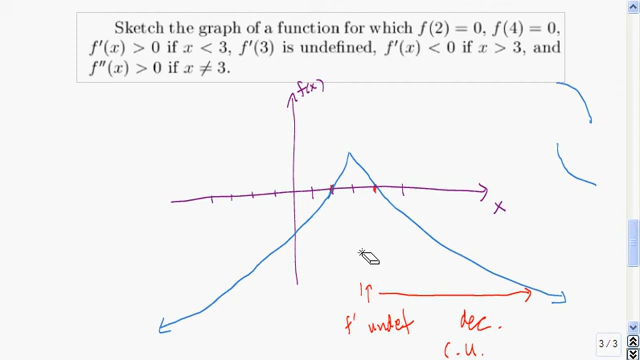 Sketch the graph of a function for which f(2) = 0, f(4) = 0,
f′(x) > 0 if x < 3, f′(3) is undefined, f′(x) < 0 if x > 3, and
f″(x) > 0 if x ≠ 3.
f(x)
x
f' undef dec.
c.u.
3 / 3